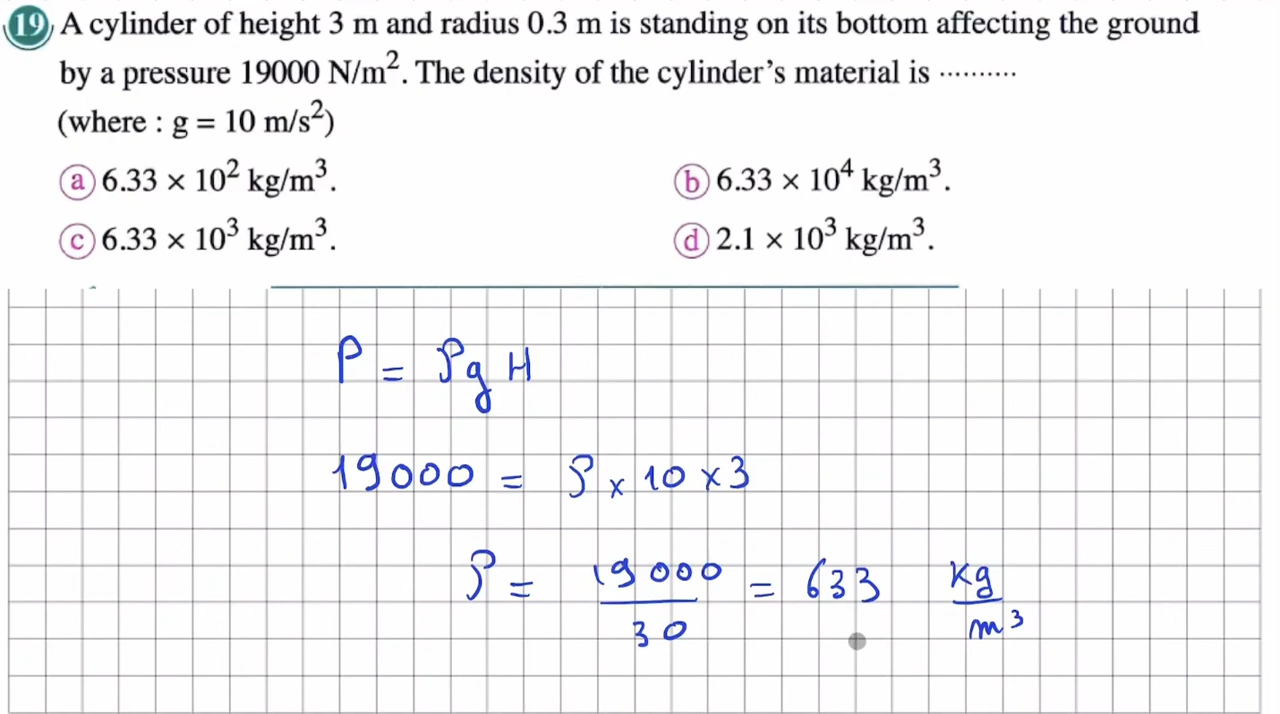 19 A cylinder of height 3 m and radius 0.3 m is standing on its bottom affecting the ground
by a pressure 19000 N/m². The density of the cylinder's material is ··········
(where : g = 10 m/s²)
a 6.33 × 10² kg/m³.
b 6.33 × 10⁴ kg/m³.
c 6.33 × 10³ kg/m³.
d 2.1 × 10³ kg/m³.
P = ρ g H
19000 = ρ × 10 × 3
ρ = 19000/30 = 633 kg/m³